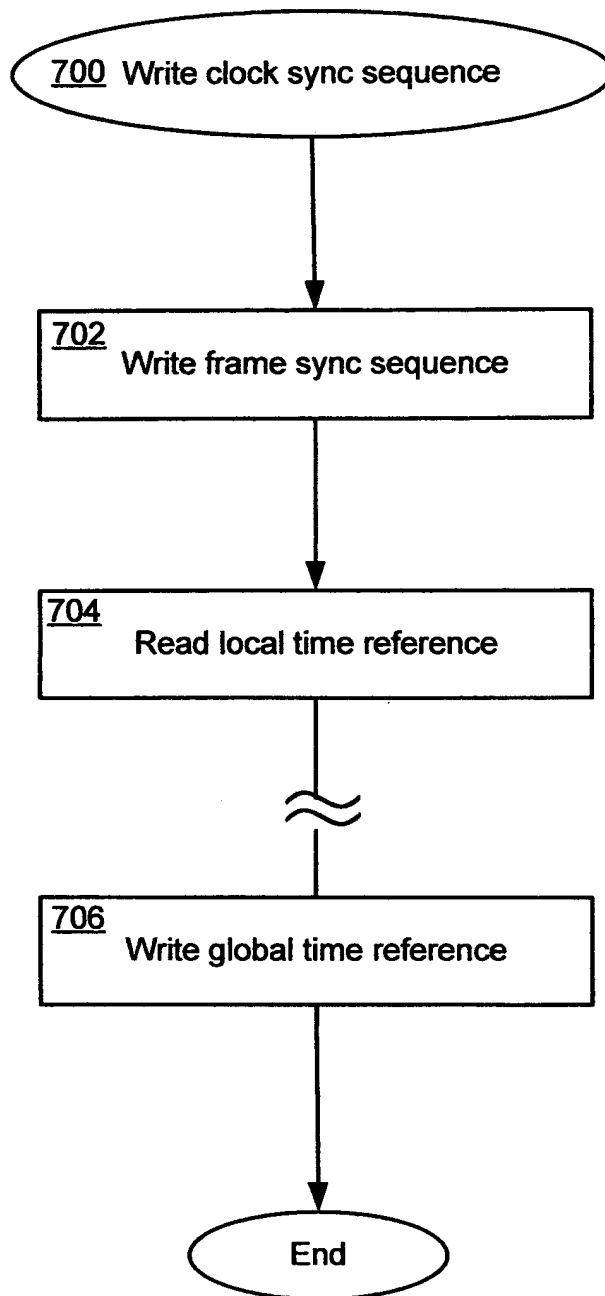 700 Write clock sync sequence
702
Write frame sync sequence
704
Read local time reference
706
Write global time reference
End